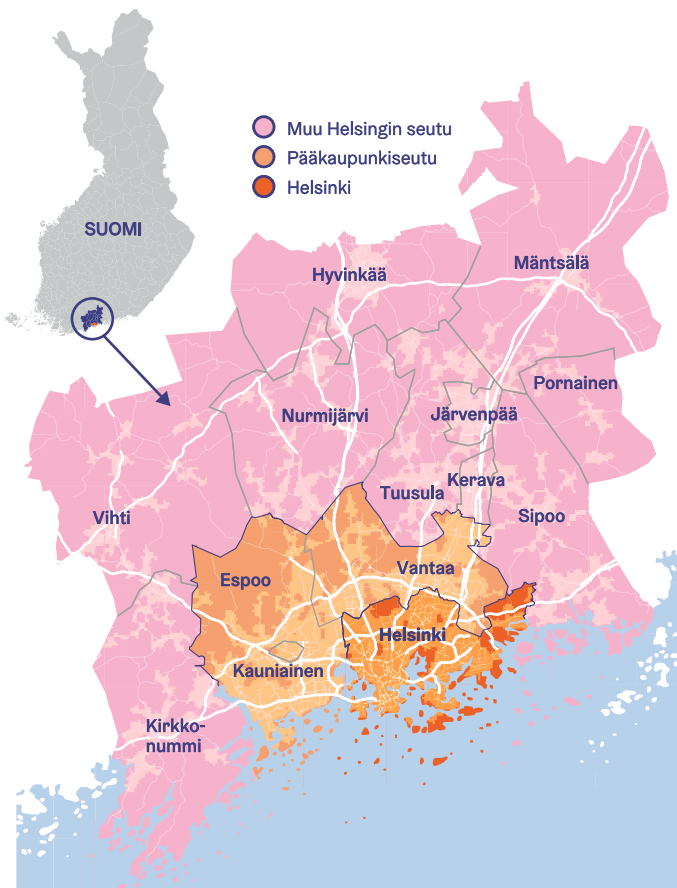 Muu Helsingin seutu
Pääkaupunkiseutu
Helsinki
SUOMI
Hyvinkää
Mäntsälä
Pornainen
Nurmijärvi
Järvenpää
Kerava
Tuusula
Vihti
Sipoo
Vantaa
Espoo
Helsinki
Kauniainen
Kirkko-
nummi